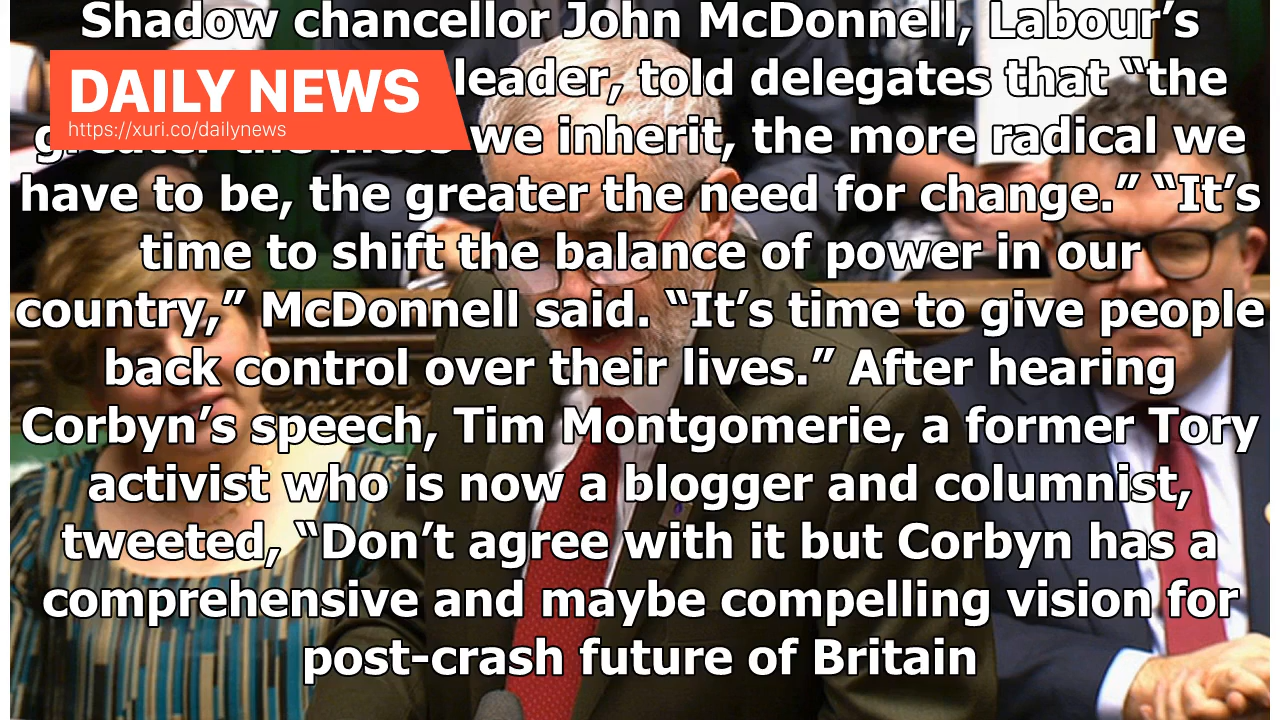 Shadow chancellor John McDonnell, Labour’s
DAILY NEWS
https://xuri.co/dailynews
leader, told delegates that “the
we inherit, the more radical we
have to be, the greater the need for change.” “It’s
time to shift the balance of power in our
country,” McDonnell said. “It’s time to give people
back control over their lives.” After hearing
Corbyn’s speech, Tim Montgomerie, a former Tory
activist who is now a blogger and columnist,
tweeted, “Don’t agree with it but Corbyn has a
comprehensive and maybe compelling vision for
post-crash future of Britain